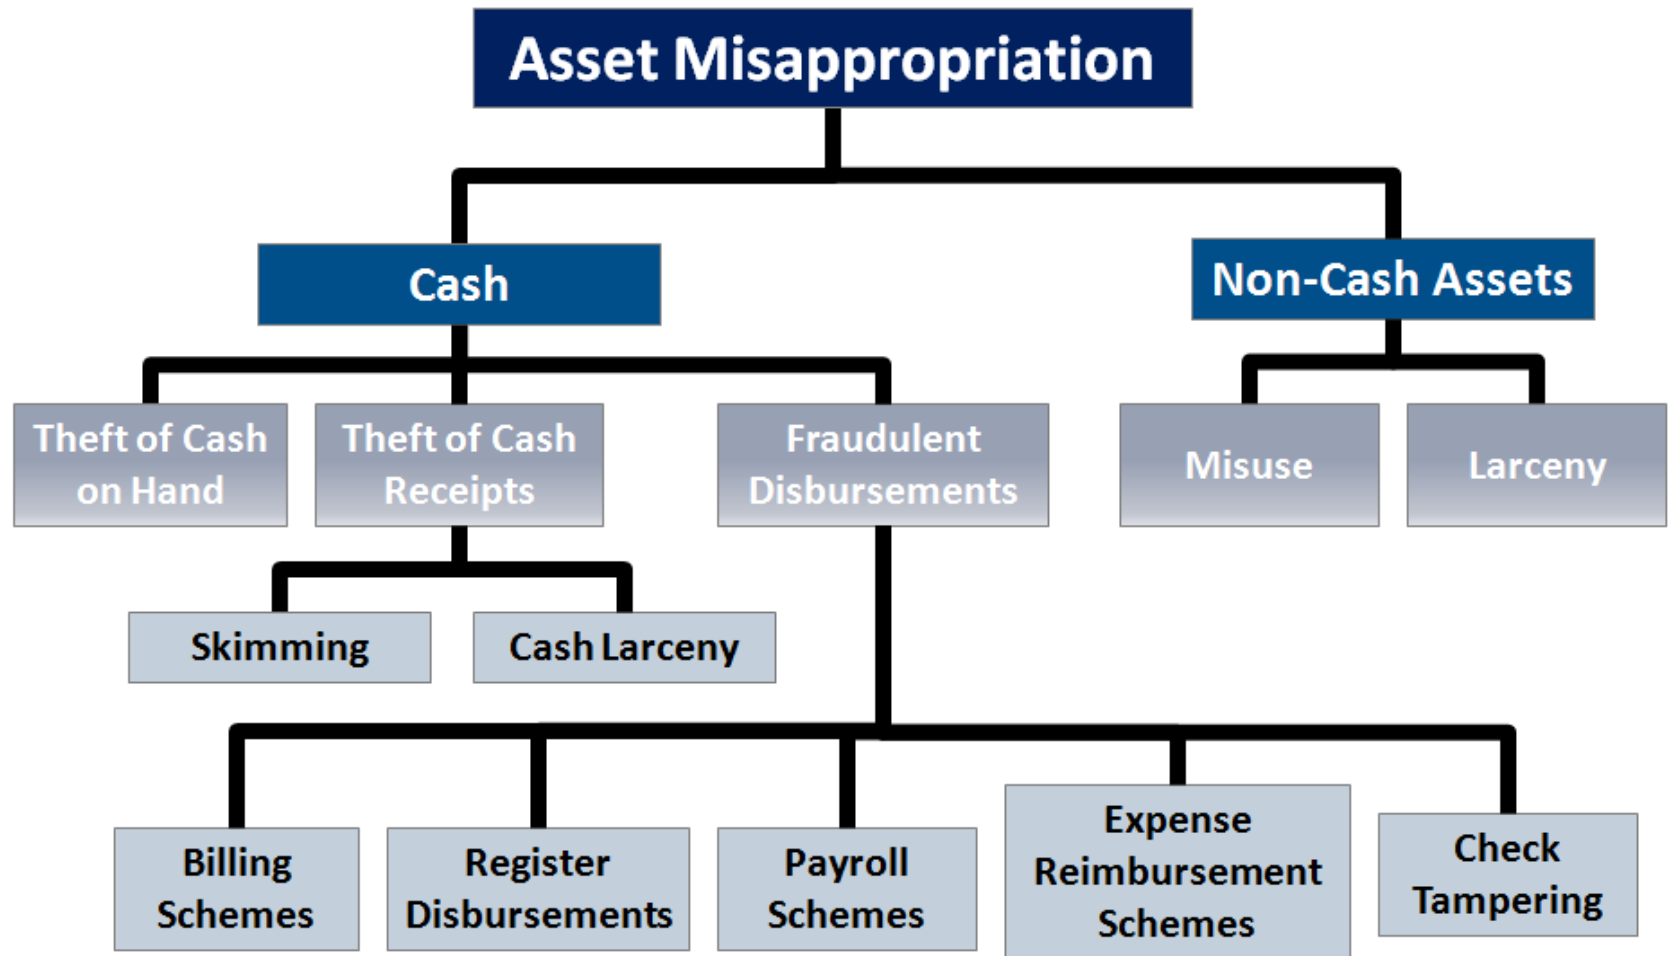 Asset Misappropriation
Cash
Non-Cash Assets
Theft of Cash
on Hand
Theft of Cash
Receipts
Fraudulent
Disbursements
Misuse
Larceny
Skimming
Cash Larceny
Billing
Schemes
Register
Disbursements
Payroll
Schemes
Expense
Reimbursement
Schemes
Check
Tampering